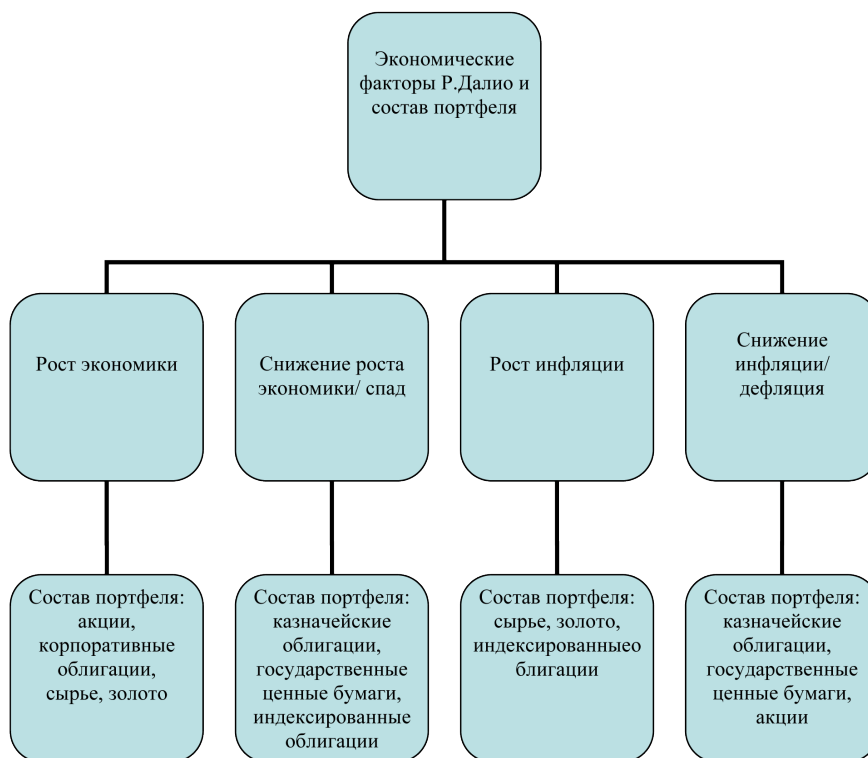 Экономические
факторы Р.Далио и
состав портфеля
Рост экономики
Снижение роста
экономики/ спад
Рост инфляции
Снижение
инфляции/
дефляция
Состав портфеля:
акции,
корпоративные
облигации,
сырье, золото
Состав портфеля:
казначейские
облигации,
государственные
ценные бумаги,
индексированные
облигации
Состав портфеля:
сырье, золото,
индексированныео
блигации
Состав портфеля:
казначейские
облигации,
государственные
ценные бумаги,
акции